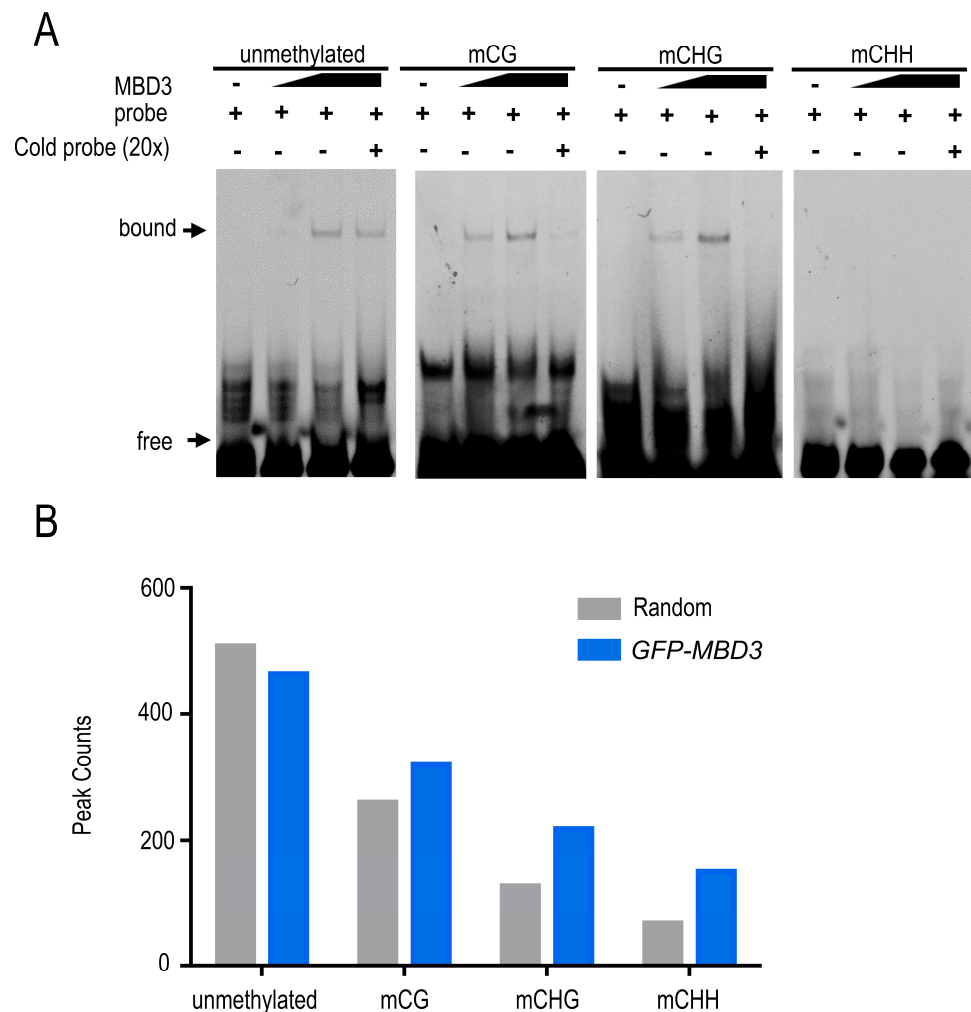 A
unmethylated mCG mCHG mCHH
MBD3 - - - -
probe + + + + + + + + + + + + + + + +
Cold probe (20x) - - - + - - - + - - - + - - - +
bound
free
B
600
400
200
0
Peak Counts
Random
GFP-MBD3
unmethylated mCG mCHG mCHH